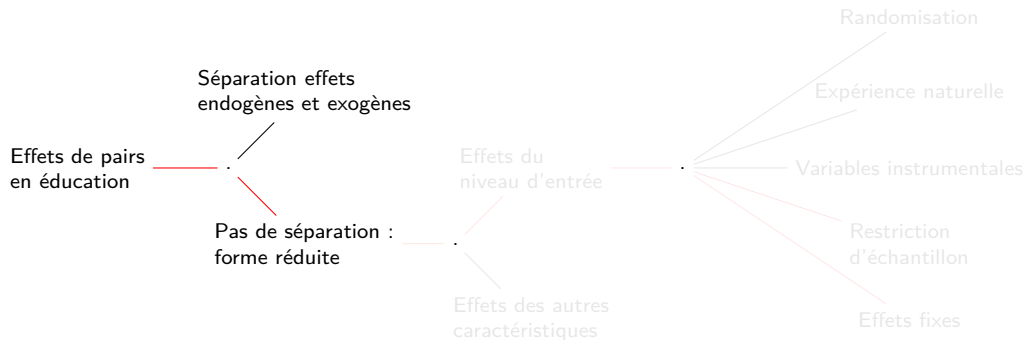 Effets de pairs
en éducation
Séparation effets
endogènes et exogènes
Pas de séparation :
forme réduite
Effets du
niveau d'entrée
Effets des autres
caractéristiques
Randomisation
Expérience naturelle
Variables instrumentales
Restriction
d'échantillon
Effets fixes